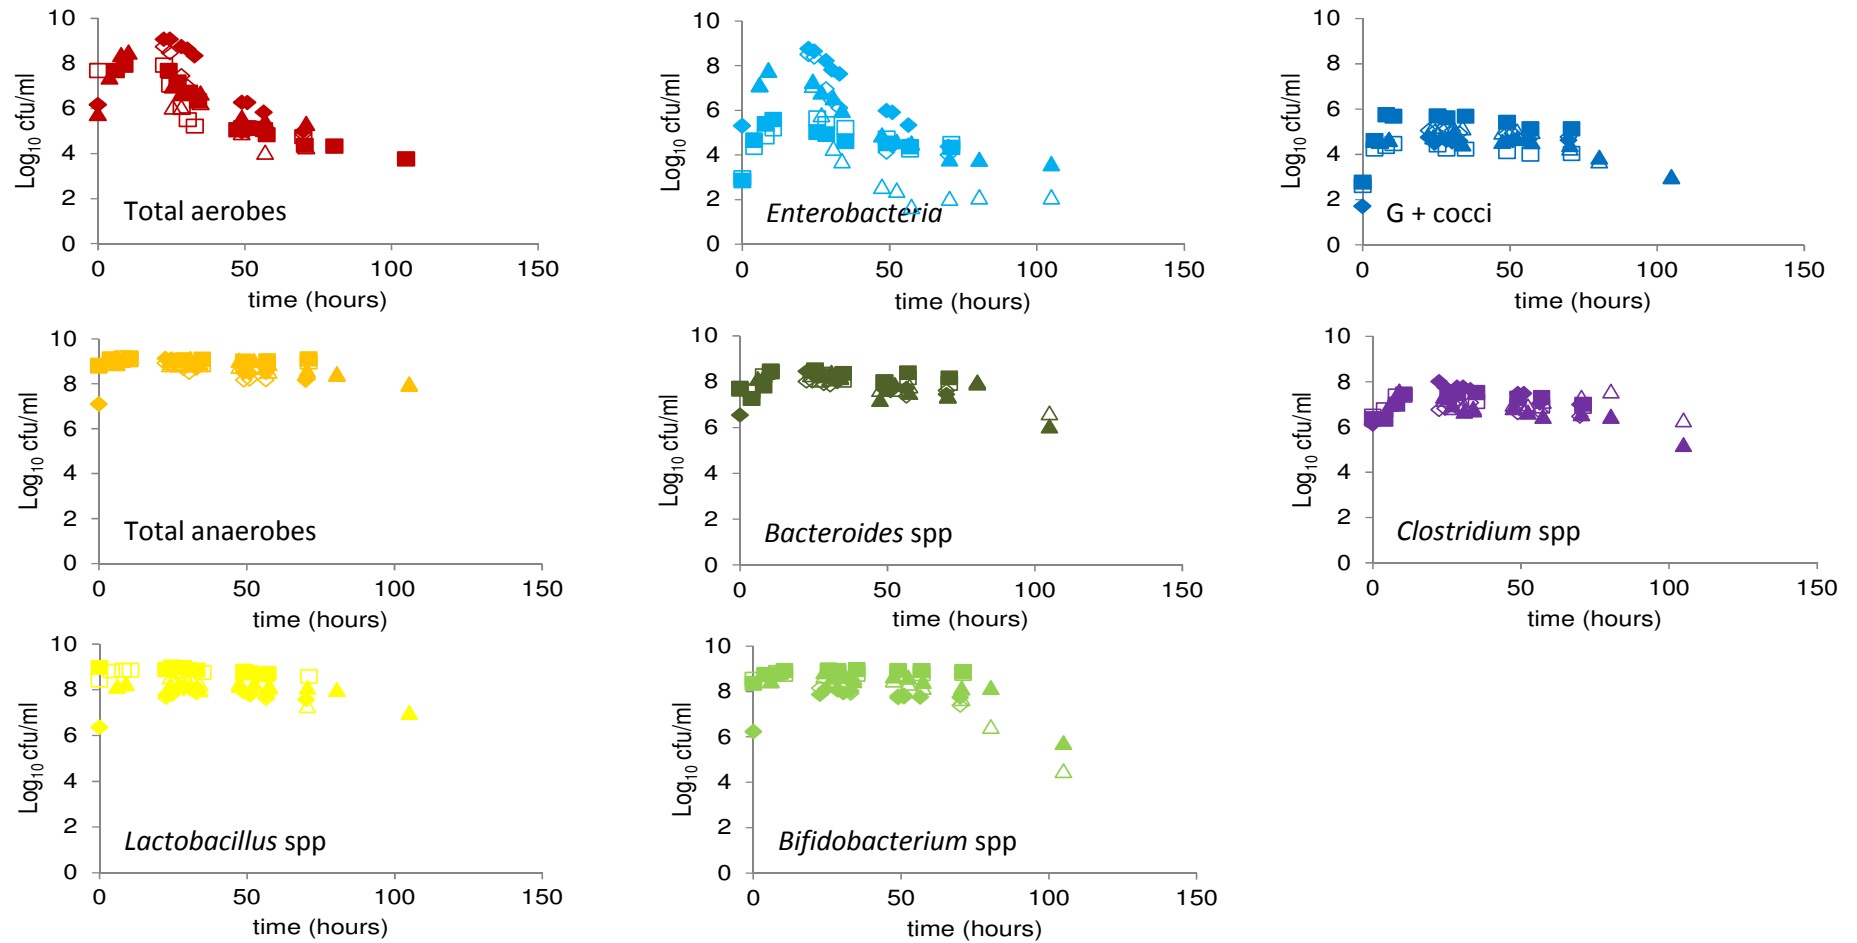 10
8
6
4
2
0
Log10 cfu/ml
Total aerobes
0 50 100 150
time (hours)
10
8
6
4
2
0
Log10 cfu/ml
Enterobacteria
0 50 100 150
time (hours)
10
8
6
4
2
0
Log10 cfu/ml
G + cocci
0 50 100 150
time (hours)
10
8
6
4
2
0
Log10 cfu/ml
Total anaerobes
0 50 100 150
time (hours)
10
8
6
4
2
0
Log10 cfu/ml
Bacteroides spp
0 50 100 150
time (hours)
10
8
6
4
2
0
Log10 cfu/ml
Clostridium spp
0 50 100 150
time (hours)
10
8
6
4
2
0
Log10 cfu/ml
Lactobacillus spp
0 50 100 150
time (hours)
10
8
6
4
2
0
Log10 cfu/ml
Bifidobacterium spp
0 50 100 150
time (hours)